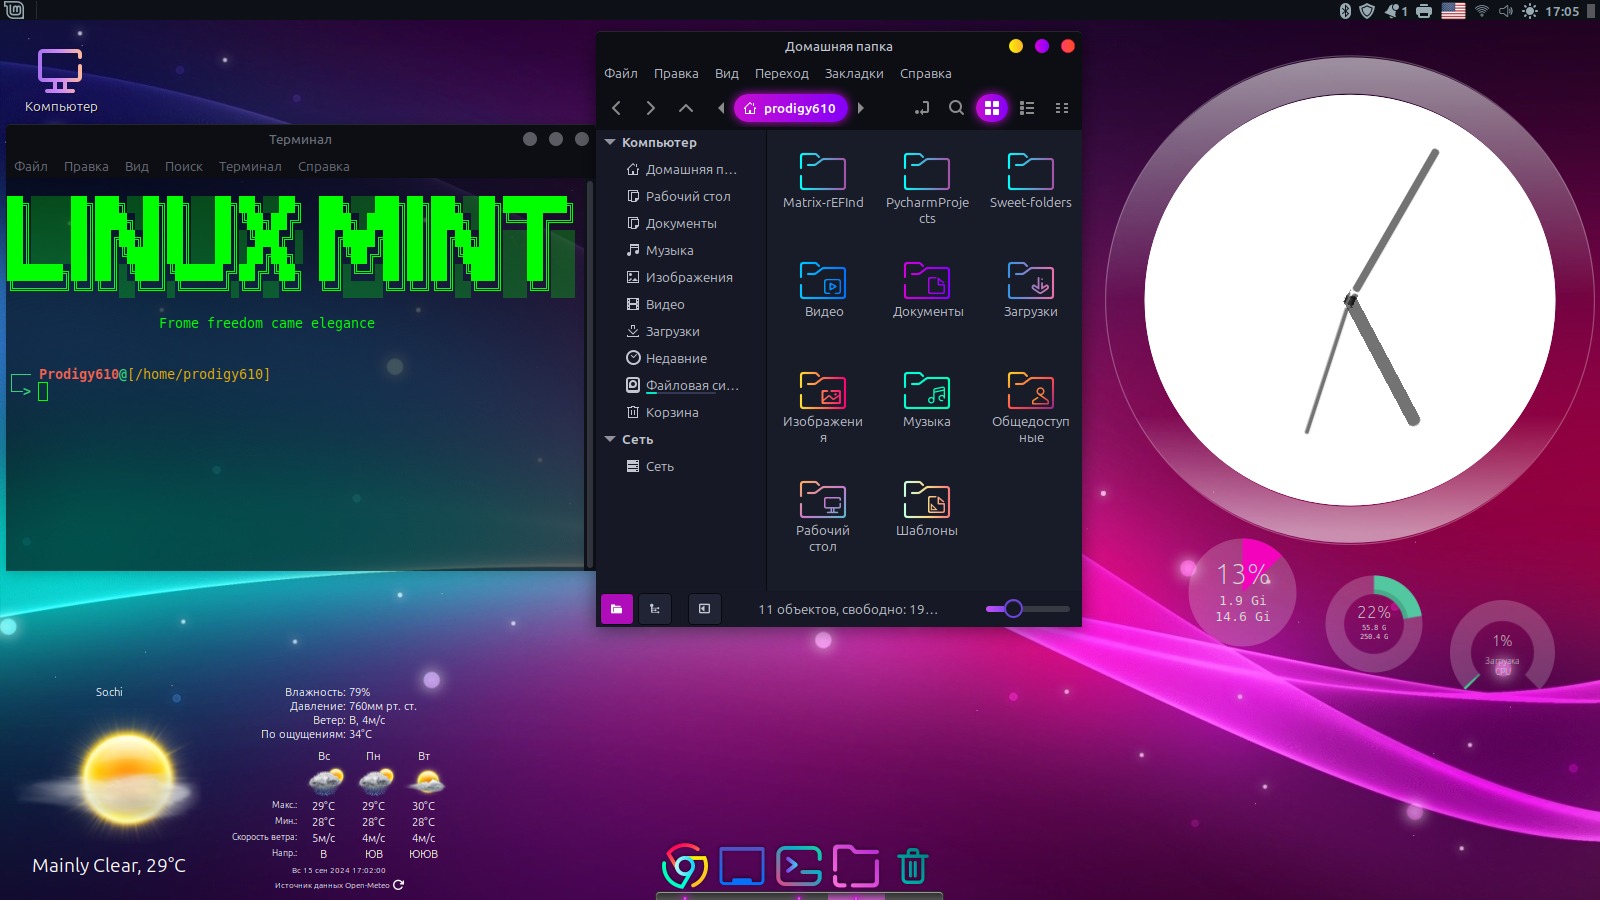 1 17:05
Компьютер
Терминал
Файл Правка Вид Поиск Терминал Справка
LINUX MINT
Frome freedom came elegance
Prodigy610@[/home/prodigy610]
Домашняя папка
Файл Правка Вид Переход Закладки Справка
prodigy610
Компьютер
Домашняя п...
Рабочий стол
Документы
Музыка
Изображения
Видео
Загрузки
Недавние
Файловая си...
Корзина
Сеть
Сеть
Matrix-rEFInd
PycharmProje
cts
Sweet-folders
Видео
Документы
Загрузки
Изображени
я
Музыка
Общедоступ
ные
Рабочий
стол
Шаблоны
11 объектов, свободно: 19...
13%
1.9 Gi
14.6 Gi
22%
55.8 G
250.4 G
1%
Загрузка
CPU
Sochi
Mainly Clear, 29°C
Влажность: 79%
Давление: 760мм рт. ст.
Ветер: В, 4м/с
По ощущениям: 34°C
Вс Пн Вт
Макс.: 29°C 29°C 30°C
Мин.: 28°C 28°C 28°C
Скорость ветра: 5м/с 4м/с 4м/с
Напр.: В ЮВ ЮЮВ
Вс 15 сен 2024 17:02:00
Источник данных Open-Meteo